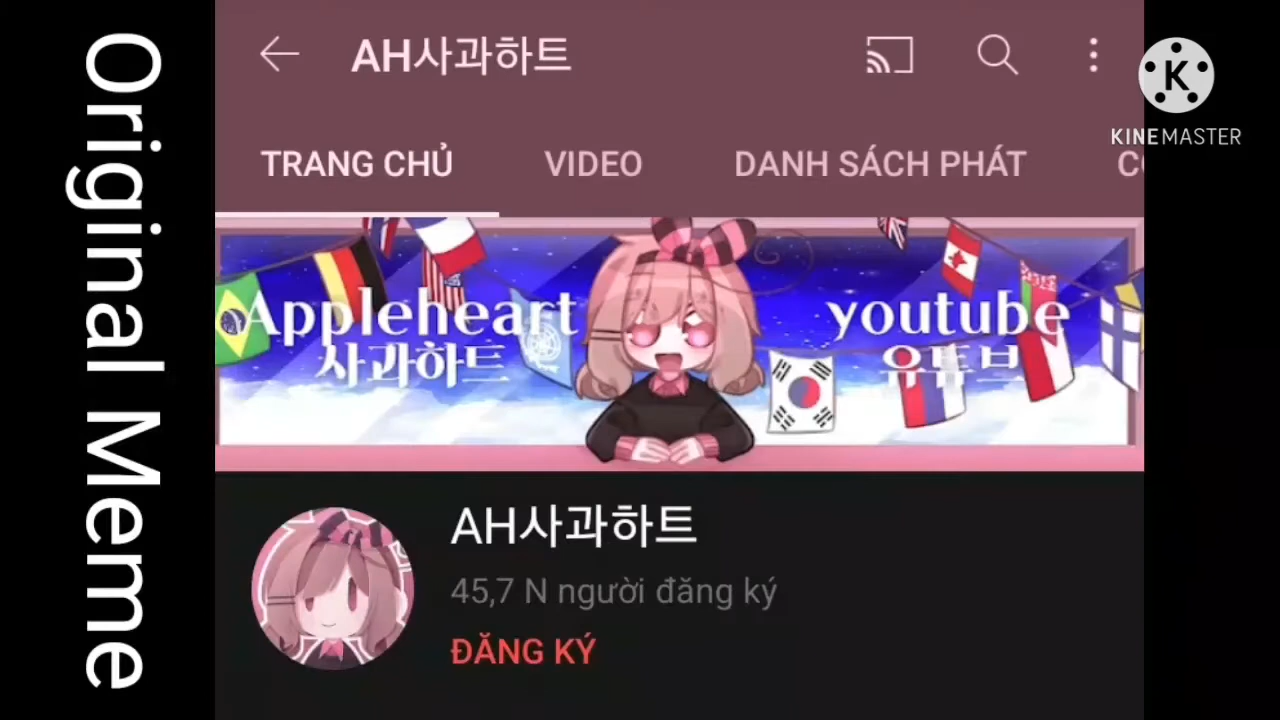 Original Meme
AH사과하트
TRANG CHỦ VIDEO DANH SÁCH PHÁT
K
KINEMASTER
Appleheart youtube
사과하트 유튜브
AH사과하트
45,7 N người đăng ký
ĐĂNG KÝ